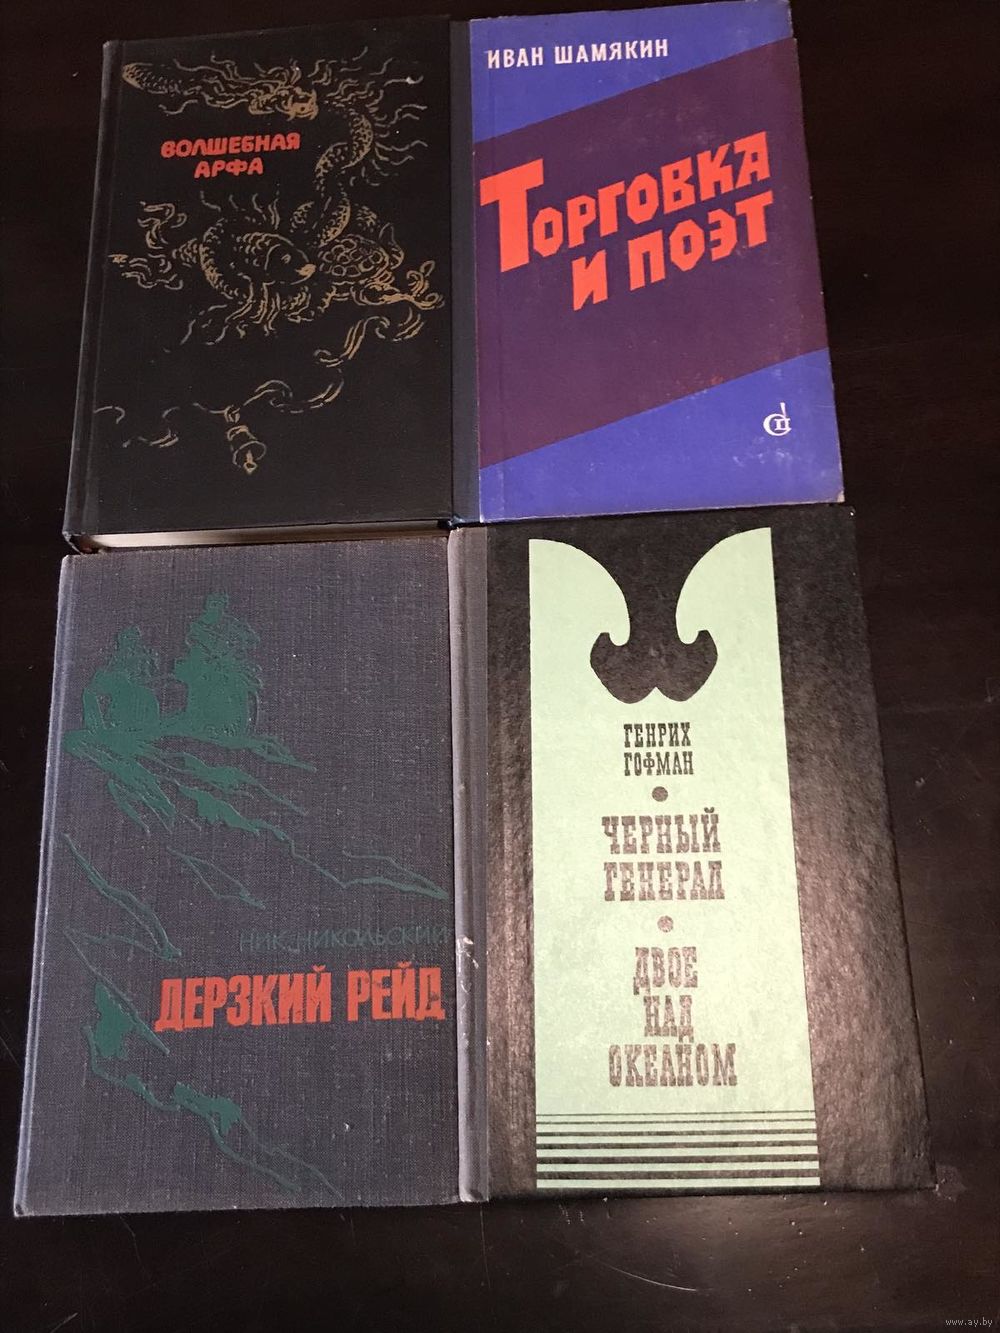 ВОЛШЕБНАЯ
АРФА
ИВАН ШАМЯКИН
ТОРГОВКА
И ПОЭТ
НИК. НИКОЛЬСКИЙ
ДЕРЗКИЙ РЕЙД
ГЕНРИХ
ГОФМАН
ЧЕРНЫЙ
ГЕНЕРАЛ
ДВОЕ
НАД
ОКЕАНОМ
www.ay.by